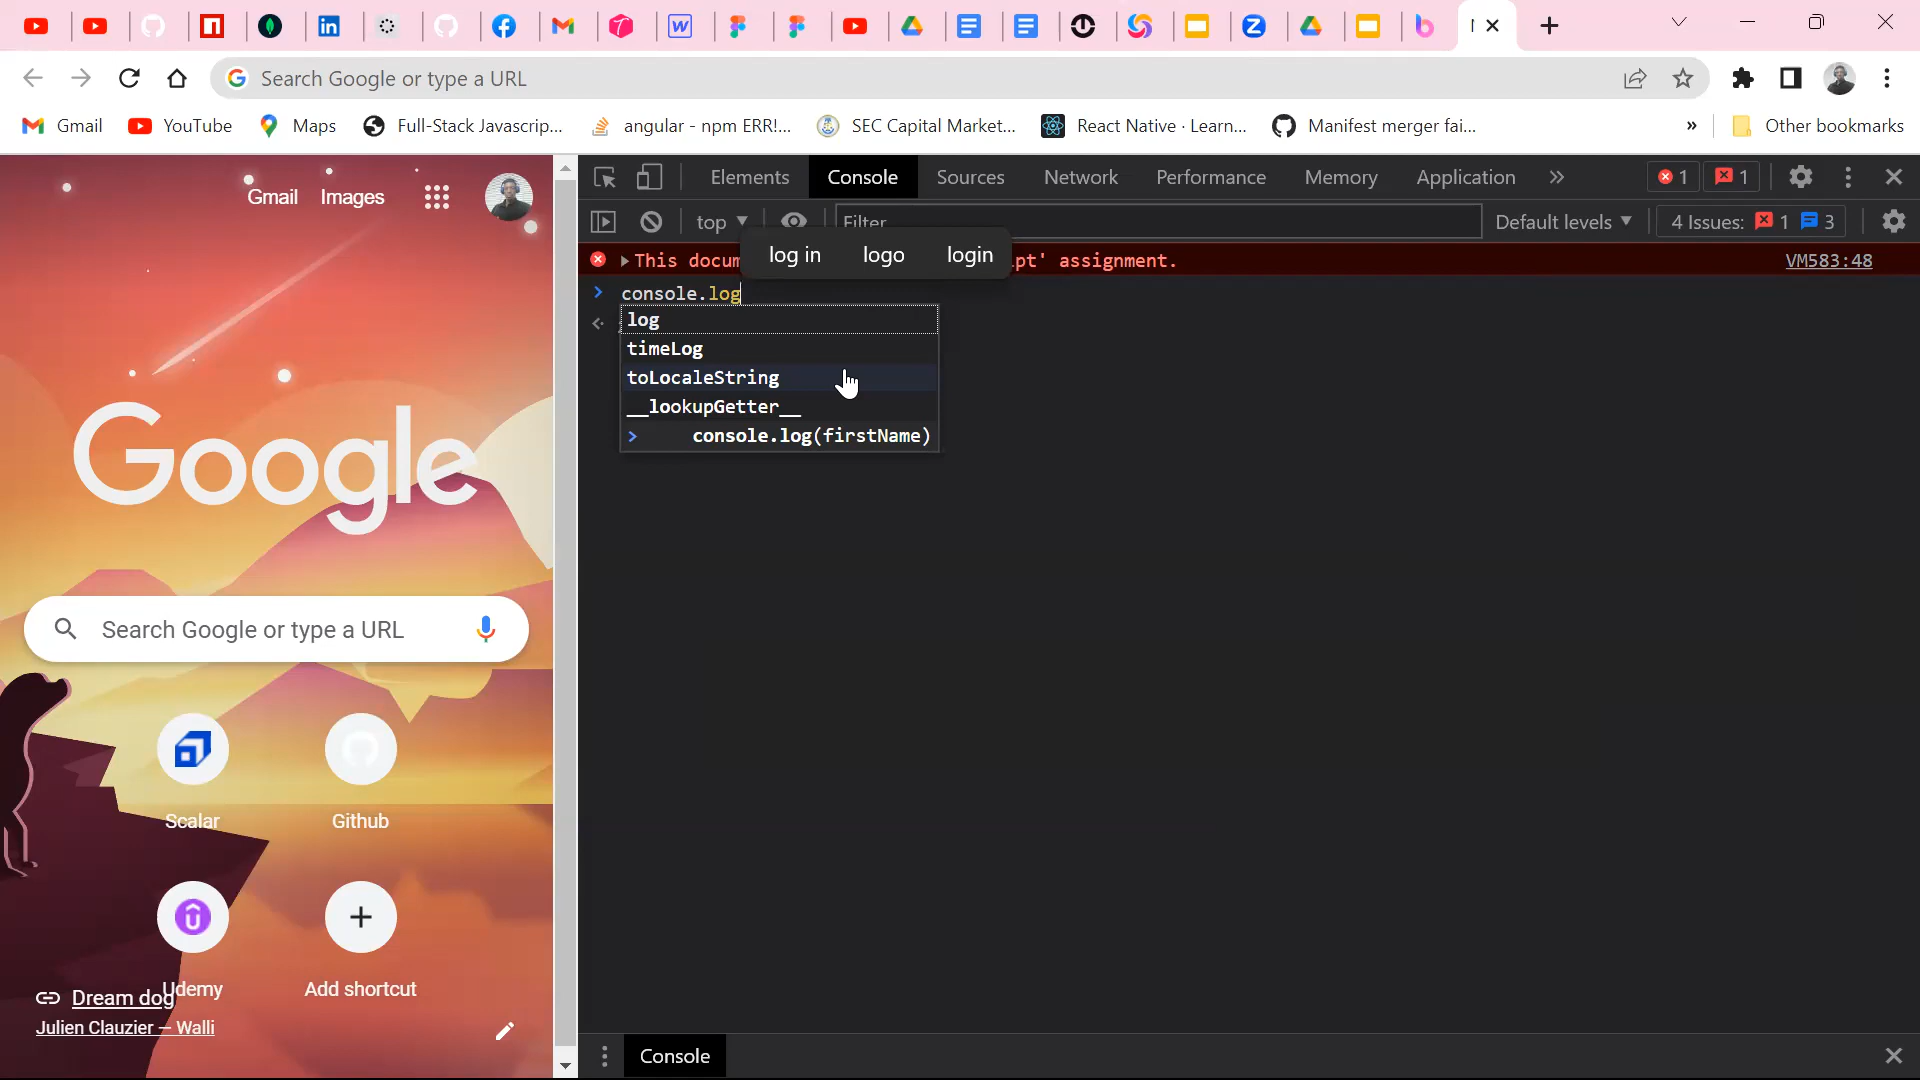 Search Google or type a URL
Gmail YouTube Maps Full-Stack Javascrip... angular - npm ERR!... SEC Capital Market... React Native · Learn... Manifest merger fai... » Other bookmarks
Gmail Images
Elements Console Sources Network Performance Memory Application » 1 1
top Filter Default levels 4 Issues: 1 3
log in logo login
This docum pt' assignment. VM583:48
console.log
log
timeLog
toLocaleString
__lookupGetter__
> console.log(firstName)
Google
Search Google or type a URL
Scalar Github
Udemy Add shortcut
Dream dog
Julien Clauzier — Walli
Console